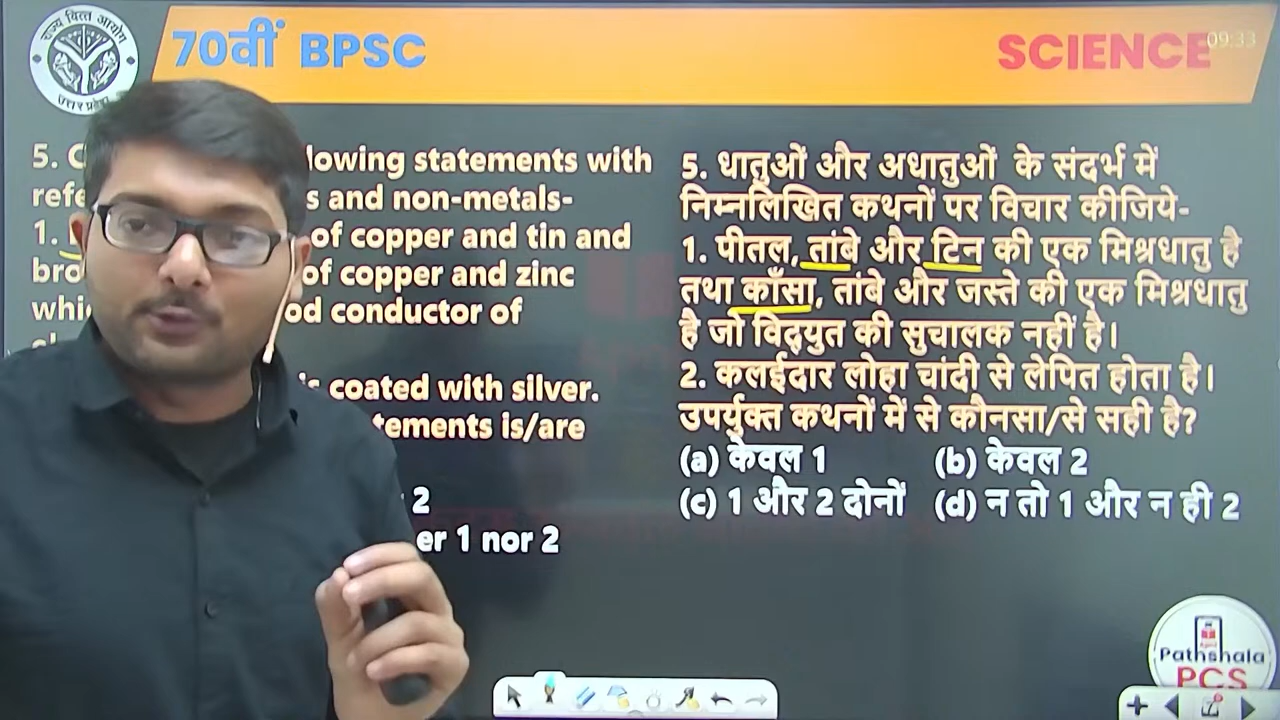 राज्य वित्त आयोग
उत्तर प्रदेश
70वीं BPSC
SCIENCE
09:33
5. C lowing statements with
refe s and non-metals-
1. of copper and tin and
bro of copper and zinc
whi od conductor of
is coated with silver.
tements is/are
2
er 1 nor 2
5. धातुओं और अधातुओं के संदर्भ में
निम्नलिखित कथनों पर विचार कीजिये-
1. पीतल, तांबे और टिन की एक मिश्रधातु है
तथा काँसा, तांबे और जस्ते की एक मिश्रधातु
है जो विद्युत की सुचालक नहीं है।
2. कलईदार लोहा चांदी से लेपित होता है।
उपर्युक्त कथनों में से कौनसा/से सही है?
(a) केवल 1 (b) केवल 2
(c) 1 और 2 दोनों (d) न तो 1 और न ही 2
Pathshala
PCS